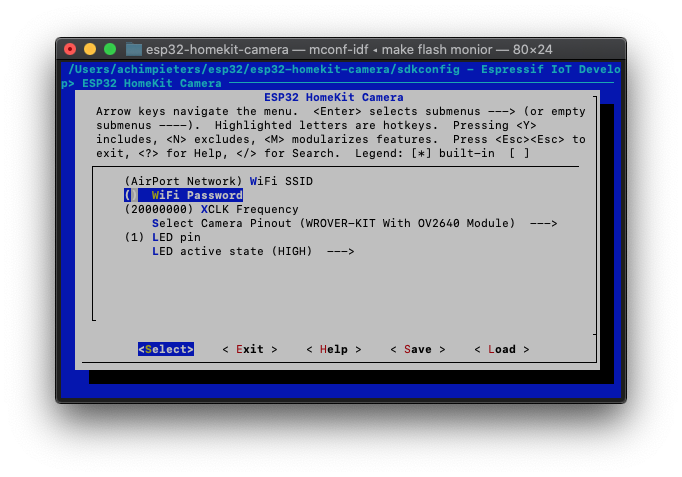 esp32-homekit-camera — mconf-idf ◂ make flash monior — 80×24
/Users/achimpieters/esp32/esp32-homekit-camera/sdkconfig – Espressif IoT Develo
p> ESP32 HomeKit Camera
ESP32 HomeKit Camera
Arrow keys navigate the menu.  <Enter> selects submenus ---> (or empty
submenus ----).  Highlighted letters are hotkeys.  Pressing <Y>
includes, <N> excludes, <M> modularizes features.  Press <Esc><Esc> to
exit, <?> for Help, </> for Search.  Legend: [*] built-in  [ ]
(AirPort Network) WiFi SSID
()  WiFi Password
(20000000) XCLK Frequency
Select Camera Pinout (WROVER-KIT With OV2640 Module)  --->
(1) LED pin
LED active state (HIGH)  --->
<Select>    < Exit >    < Help >    < Save >    < Load >